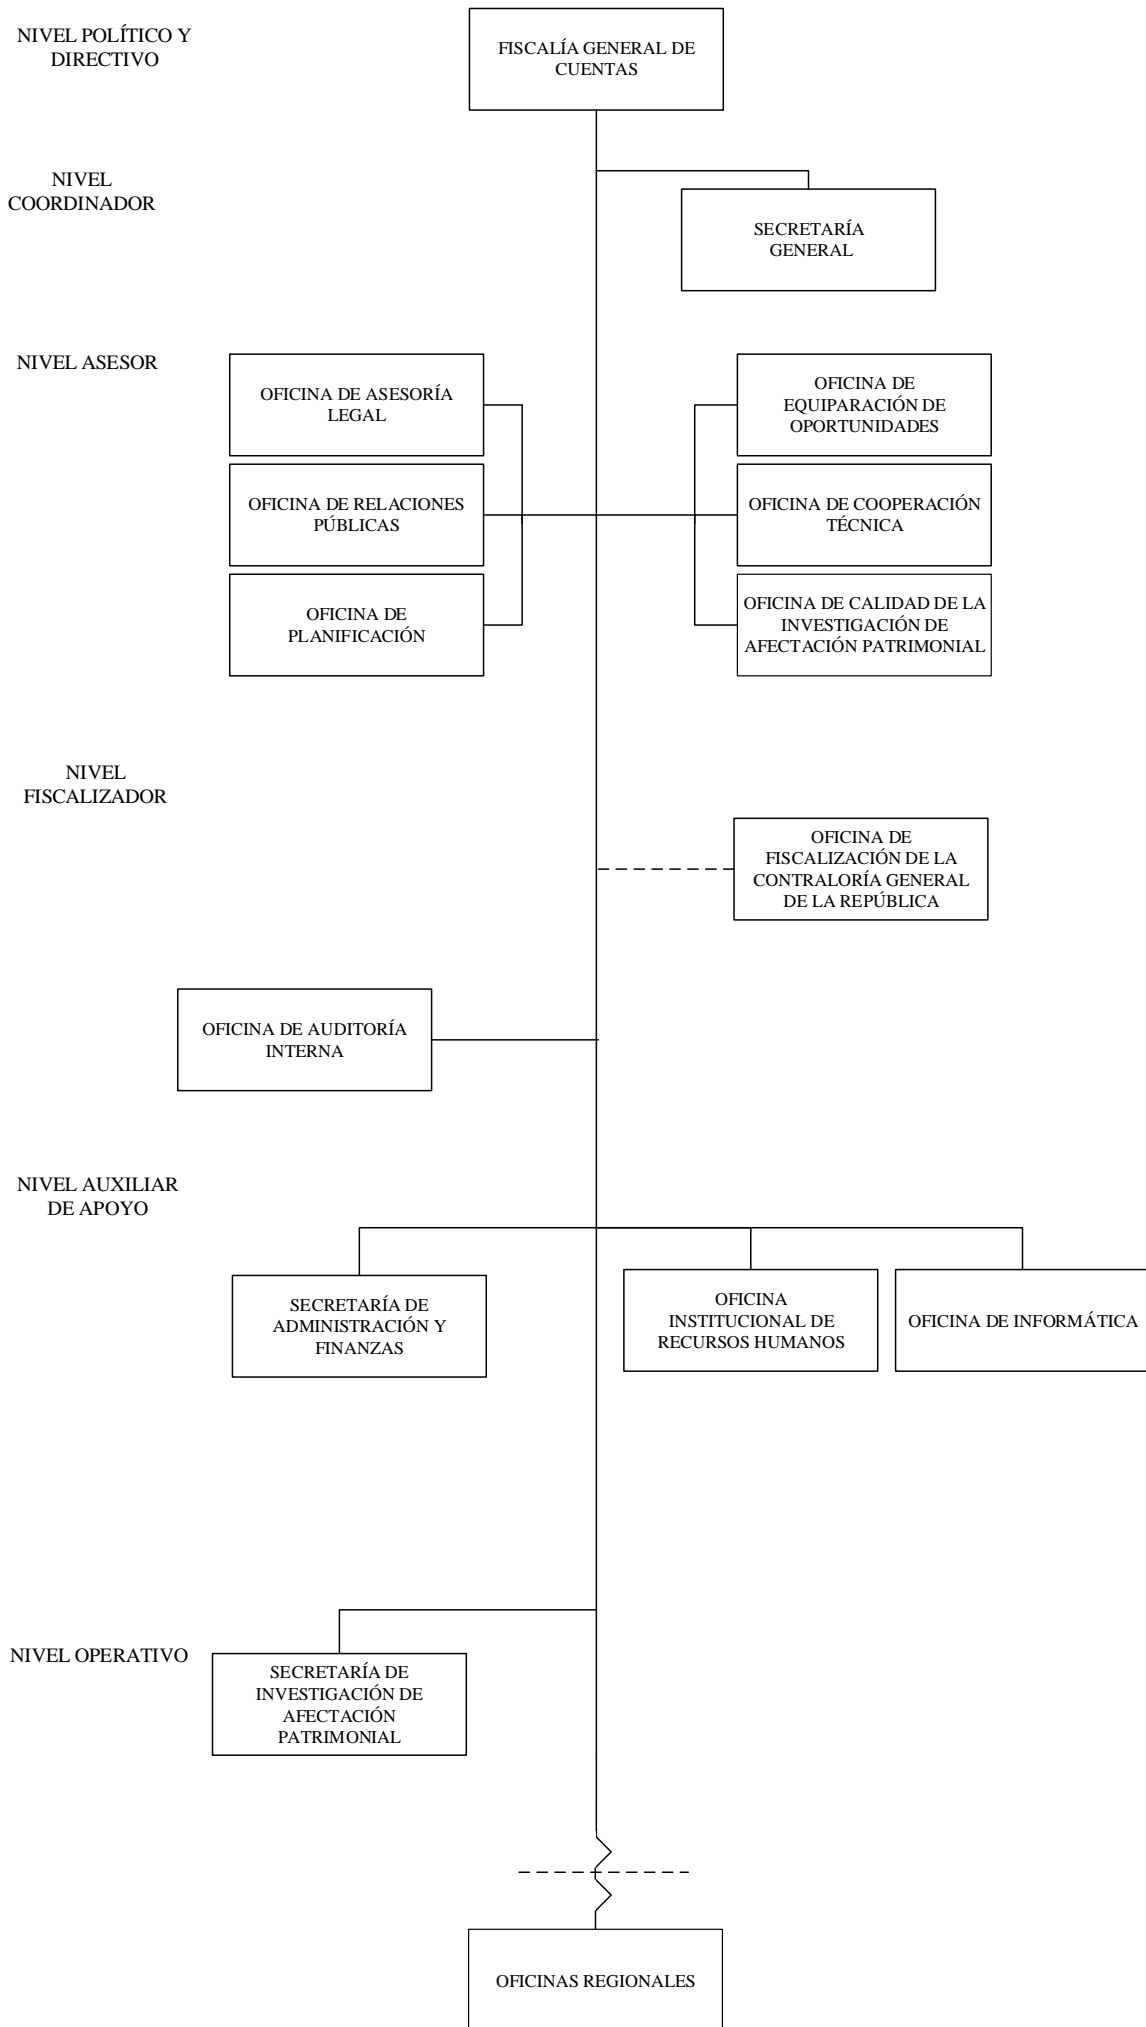 NIVEL POLÍTICO Y
DIRECTIVO
FISCALÍA GENERAL DE
CUENTAS
NIVEL
COORDINADOR
SECRETARÍA
GENERAL
NIVEL ASESOR
OFICINA DE ASESORÍA
LEGAL
OFICINA DE
EQUIPARACIÓN DE
OPORTUNIDADES
OFICINA DE RELACIONES
PÚBLICAS
OFICINA DE COOPERACIÓN
TÉCNICA
OFICINA DE
PLANIFICACIÓN
OFICINA DE CALIDAD DE LA
INVESTIGACIÓN DE
AFECTACIÓN PATRIMONIAL
NIVEL
FISCALIZADOR
OFICINA DE
FISCALIZACIÓN DE LA
CONTRALORÍA GENERAL
DE LA REPÚBLICA
OFICINA DE AUDITORÍA
INTERNA
NIVEL AUXILIAR
DE APOYO
SECRETARÍA DE
ADMINISTRACIÓN Y
FINANZAS
OFICINA
INSTITUCIONAL DE
RECURSOS HUMANOS
OFICINA DE INFORMÁTICA
NIVEL OPERATIVO
SECRETARÍA DE
INVESTIGACIÓN DE
AFECTACIÓN
PATRIMONIAL
OFICINAS REGIONALES